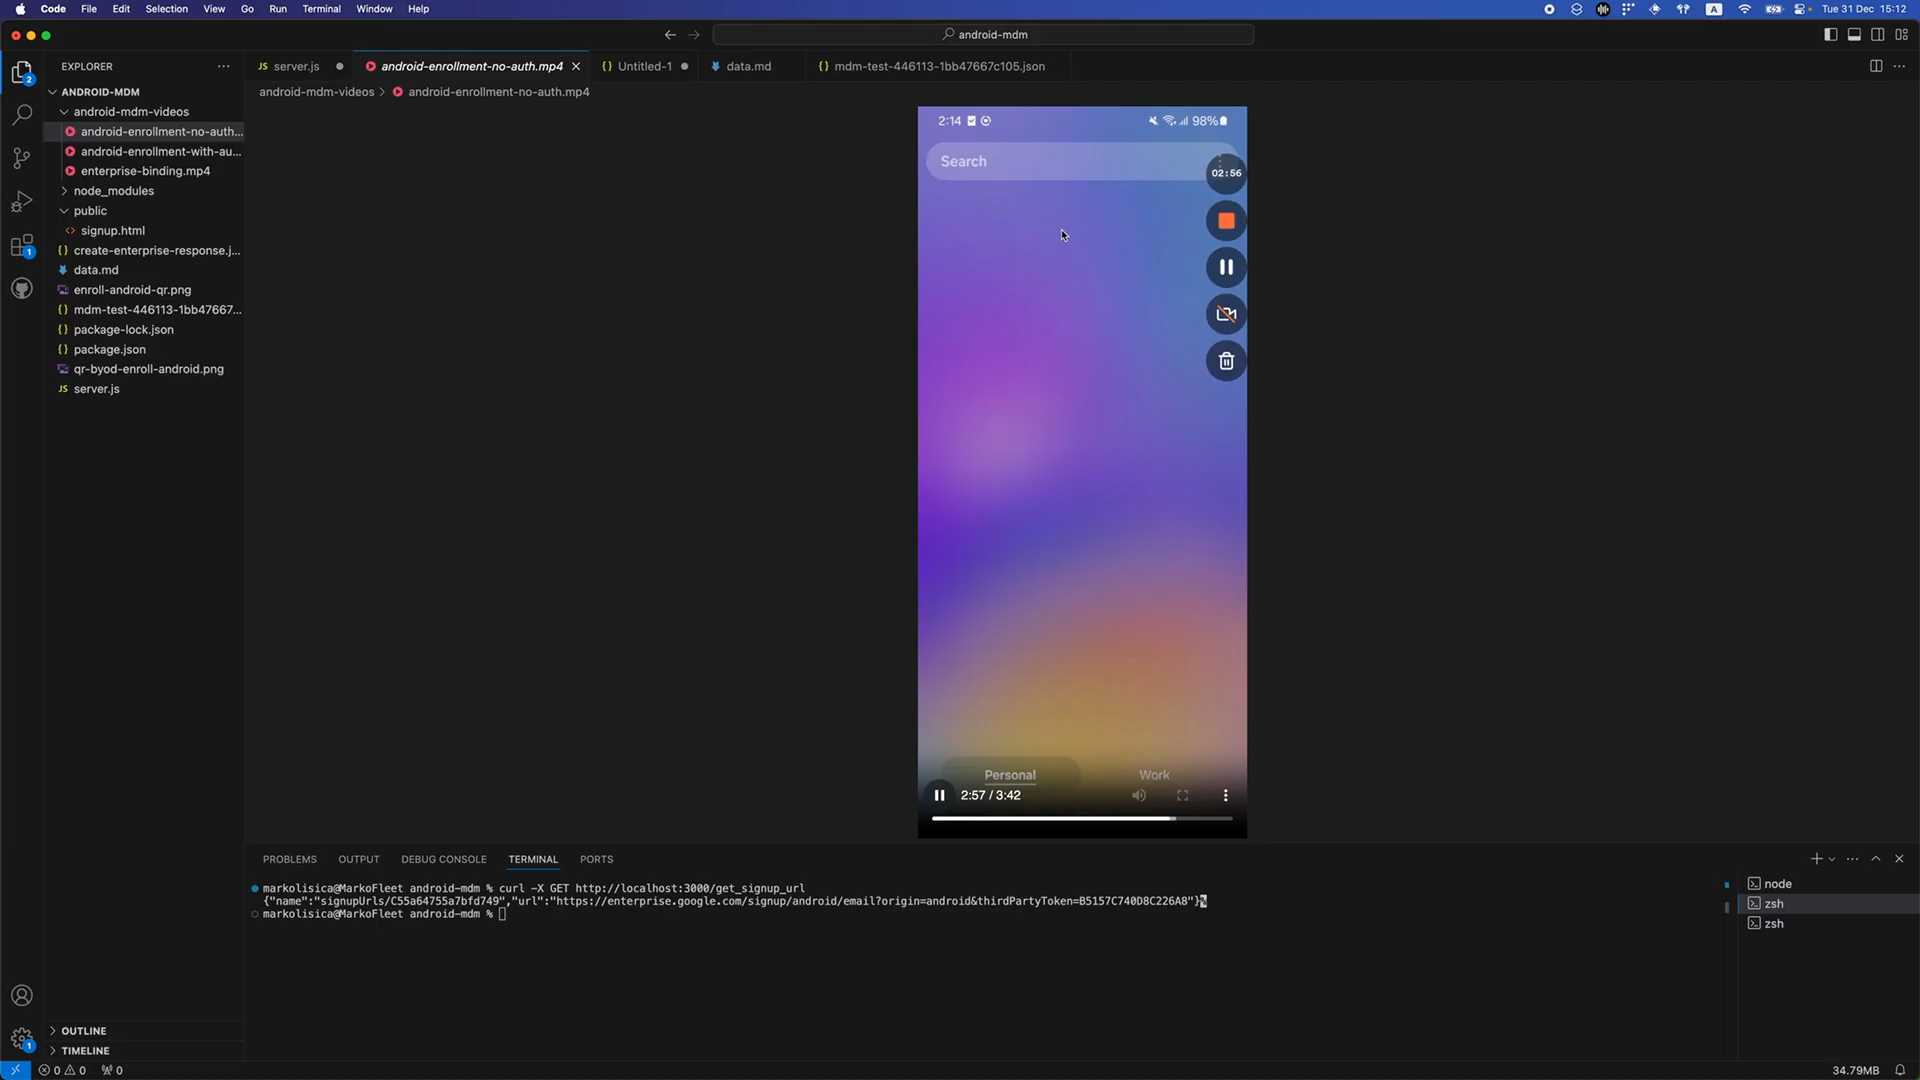 Code File Edit Selection View Go Run Terminal Window Help
A Tue 31 Dec 15:12
android-mdm
EXPLORER
server.js
android-enrollment-no-auth.mp4
Untitled-1
data.md
mdm-test-446113-1bb47667c105.json
ANDROID-MDM
android-mdm-videos > android-enrollment-no-auth.mp4
android-mdm-videos
android-enrollment-no-auth...
android-enrollment-with-au...
enterprise-binding.mp4
node_modules
public
signup.html
create-enterprise-response.j...
data.md
enroll-android-qr.png
mdm-test-446113-1bb47667...
package-lock.json
package.json
qr-byod-enroll-android.png
JS server.js
2:14
98%
Search
02:56
Personal
Work
2:57 / 3:42
PROBLEMS OUTPUT DEBUG CONSOLE TERMINAL PORTS
markolisica@MarkoFleet android-mdm % curl -X GET http://localhost:3000/get_signup_url
{"name":"signupUrls/C55a64755a7bfd749","url":"https://enterprise.google.com/signup/android/email?origin=android&thirdPartyToken=B5157C740D8C226A8"}%
markolisica@MarkoFleet android-mdm %
node
zsh
zsh
OUTLINE
TIMELINE
0 0 0
34.79MB